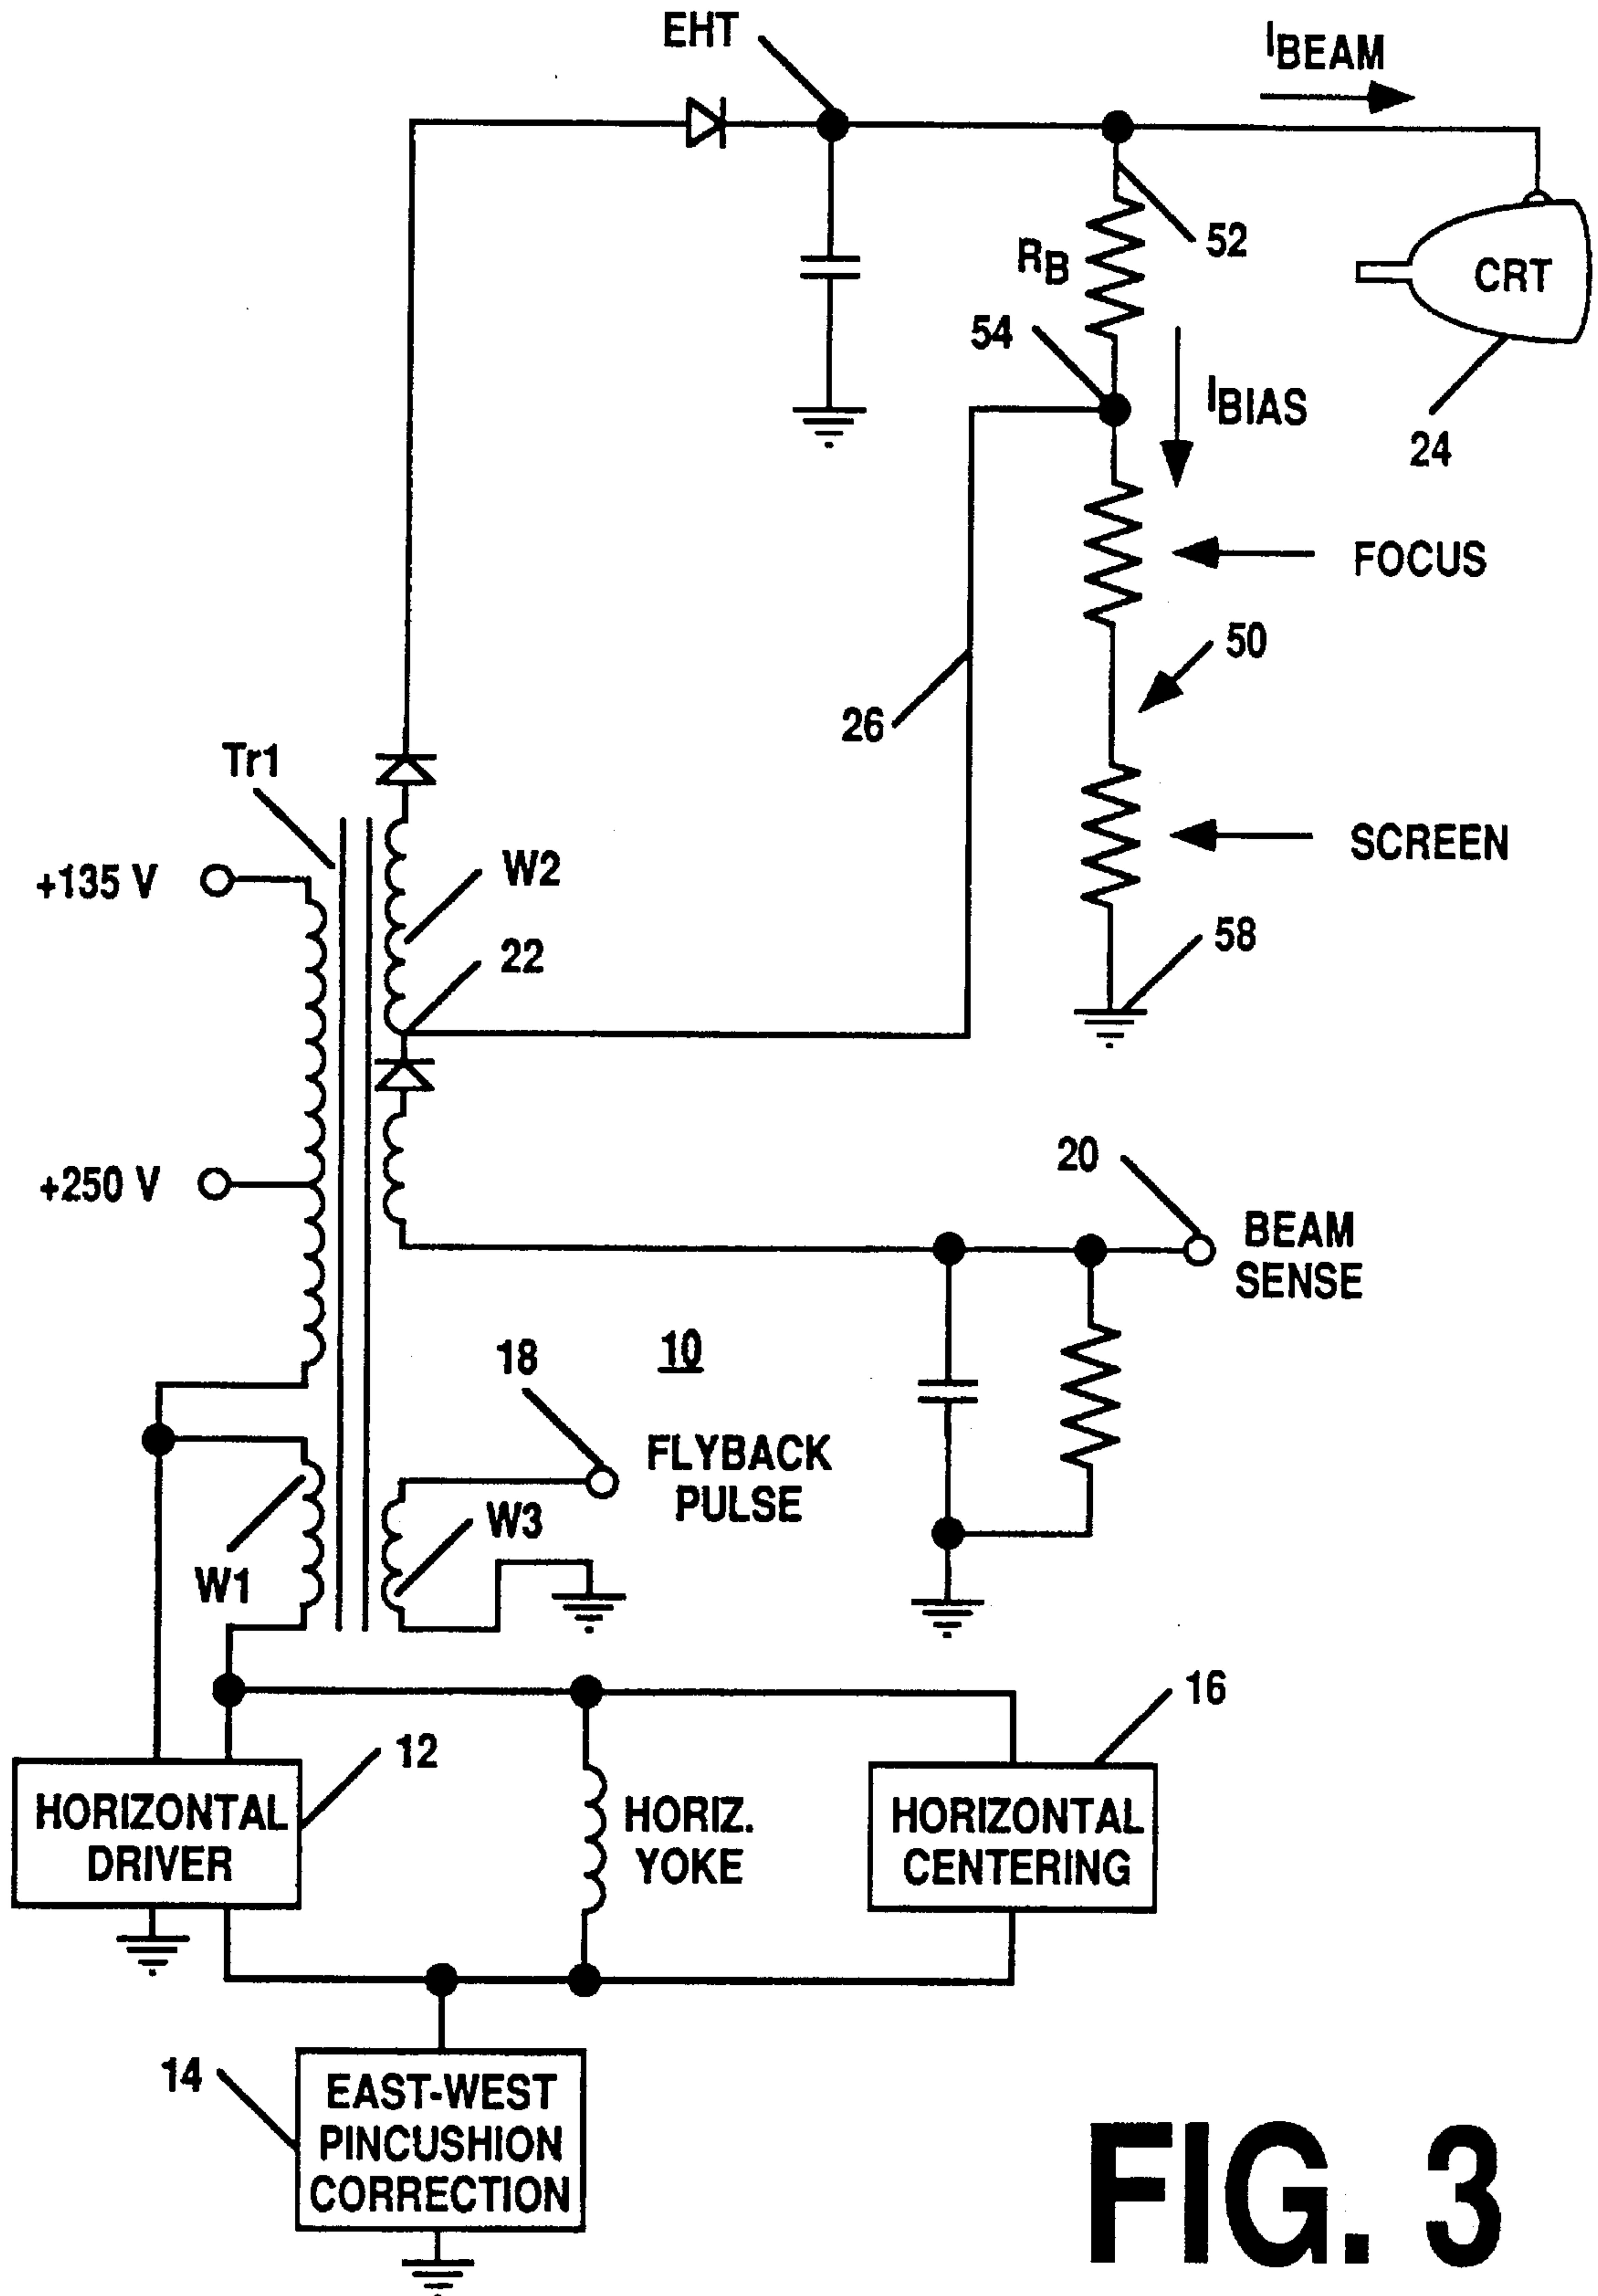 EHT
IBEAM
52
RB
CRT
54
IBIAS
24
FOCUS
50
26
Tr1
W2
+135 V
SCREEN
22
58
20
+250 V
BEAM
SENSE
18
10
FLYBACK
PULSE
W3
W1
16
12
HORIZONTAL
DRIVER
HORIZ.
YOKE
HORIZONTAL
CENTERING
14
EAST-WEST
PINCUSHION
CORRECTION
FIG. 3